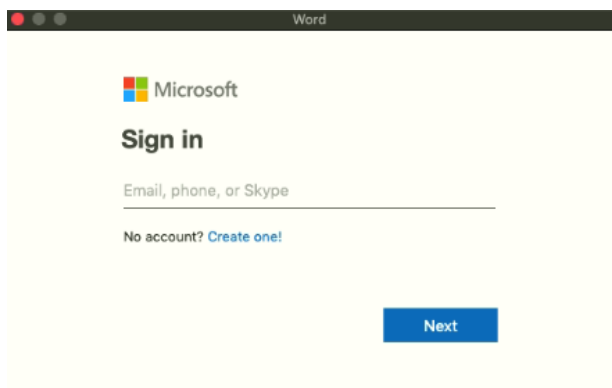 Word
Microsoft
Sign in
Email, phone, or Skype
No account? Create one!
Next